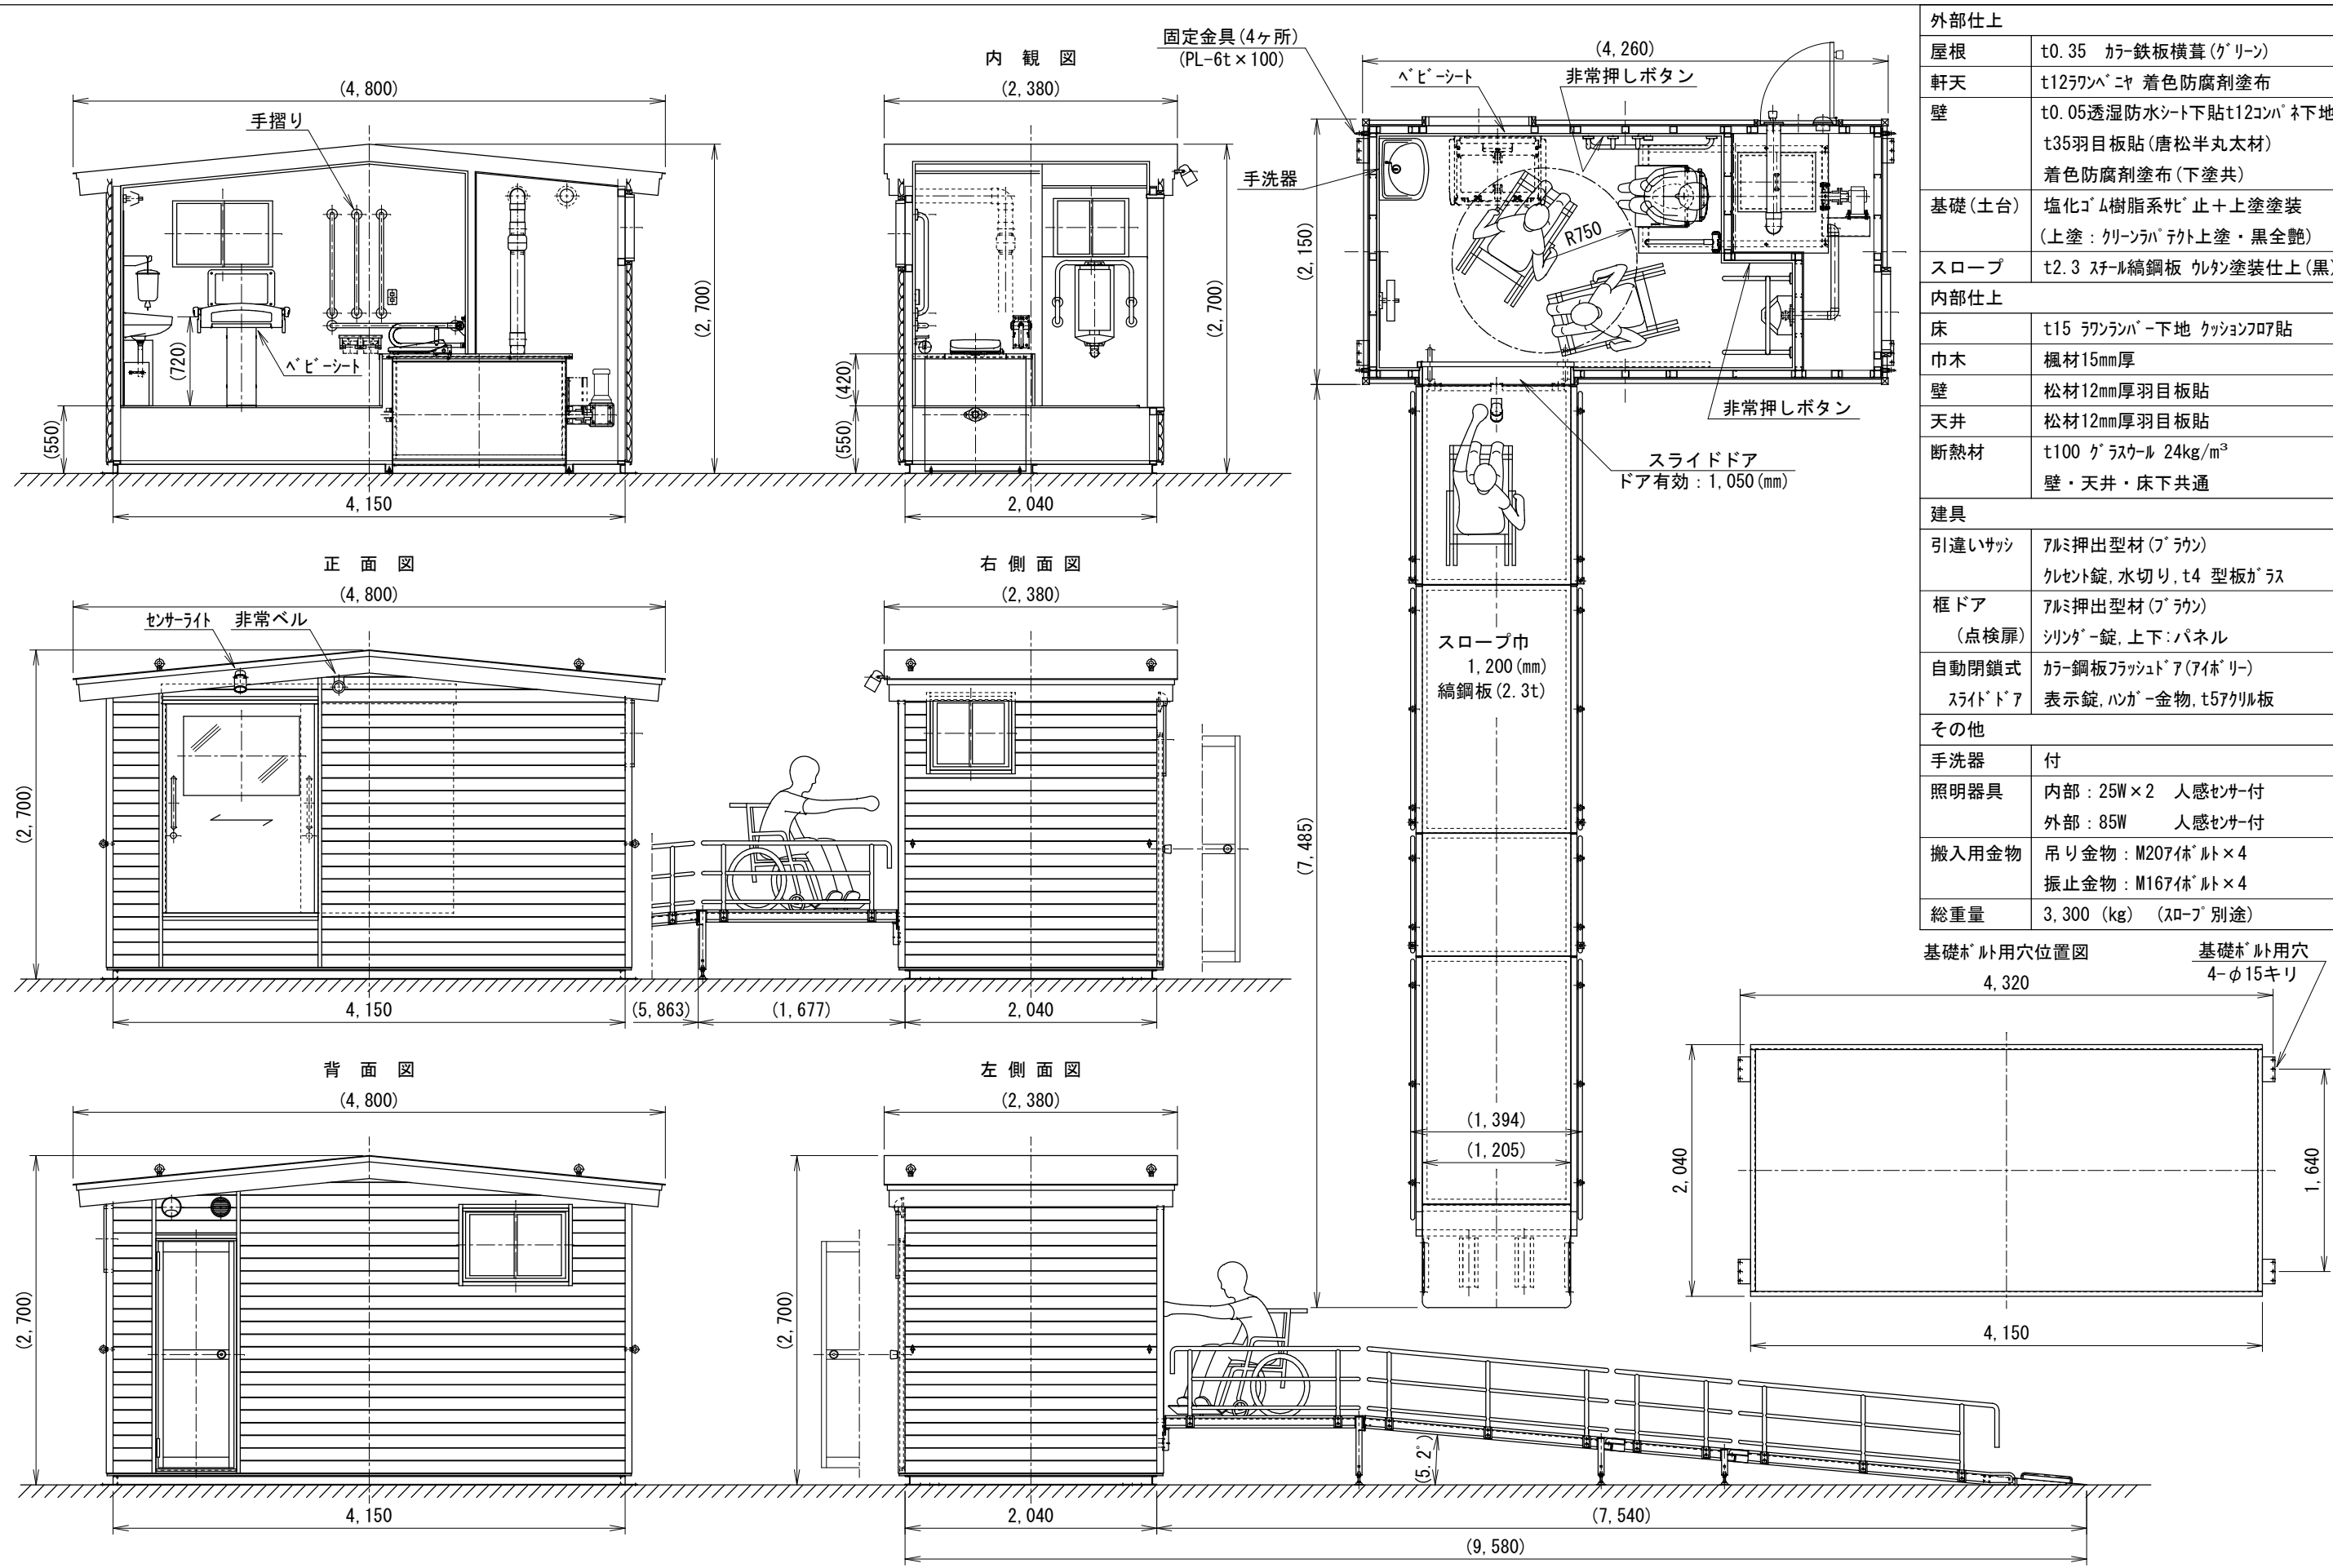 内 観 図
(4,800)
手摺り
(2,380)
(2,700)
(2,700)
(720)
ベビーシート
(550)
(420)
(550)
4,150
2,040
固定金具(4ヶ所)
(PL-6t×100)
(4,260)
ベビーシート
非常押しボタン
手洗器
(2,150)
R750
非常押しボタン
スライドドア
ドア有効：1,050(mm)
スロープ巾
1,200(mm)
縞鋼板(2.3t)
(7,485)
(1,394)
(1,205)
正 面 図
(4,800)
センサーライト
非常ベル
(2,700)
4,150
右 側 面 図
(2,380)
(5,863)
(1,677)
2,040
背 面 図
(4,800)
(2,700)
4,150
左 側 面 図
(2,380)
(2,700)
(5.2°)
2,040
(7,540)
(9,580)
外部仕上
屋根 t0.35 カラー鉄板横葺(グリーン)
軒天 t12ラワンベニヤ 着色防腐剤塗布
壁 t0.05透湿防水シート下貼t12コンパネ下地
t35羽目板貼(唐松半丸太材)
着色防腐剤塗布(下塗共)
基礎(土台) 塩化ゴム樹脂系サビ止＋上塗塗装
(上塗：クリーンラバテクト上塗・黒全艶)
スロープ t2.3 スチール縞鋼板 ウレタン塗装仕上(黒)
内部仕上
床 t15 ラワンランバー下地 クッションフロア貼
巾木 楓材15mm厚
壁 松材12mm厚羽目板貼
天井 松材12mm厚羽目板貼
断熱材 t100 グラスウール 24kg/m³
壁・天井・床下共通
建具
引違いサッシ アルミ押出型材(ブラウン)
クレセント錠,水切り,t4 型板ガラス
框ドア アルミ押出型材(ブラウン)
(点検扉) シリンダー錠,上下:パネル
自動閉鎖式 カラー鋼板フラッシュドア(アイボリー)
スライドドア 表示錠,ハンガー金物,t5アクリル板
その他
手洗器 付
照明器具 内部：25W×2 人感センサー付
外部：85W 人感センサー付
搬入用金物 吊り金物：M20アイボルト×4
振止金物：M16アイボルト×4
総重量 3,300 (kg) (スロープ別途)
基礎ボルト用穴位置図
基礎ボルト用穴
4-φ15キリ
4,320
2,040
1,640
4,150